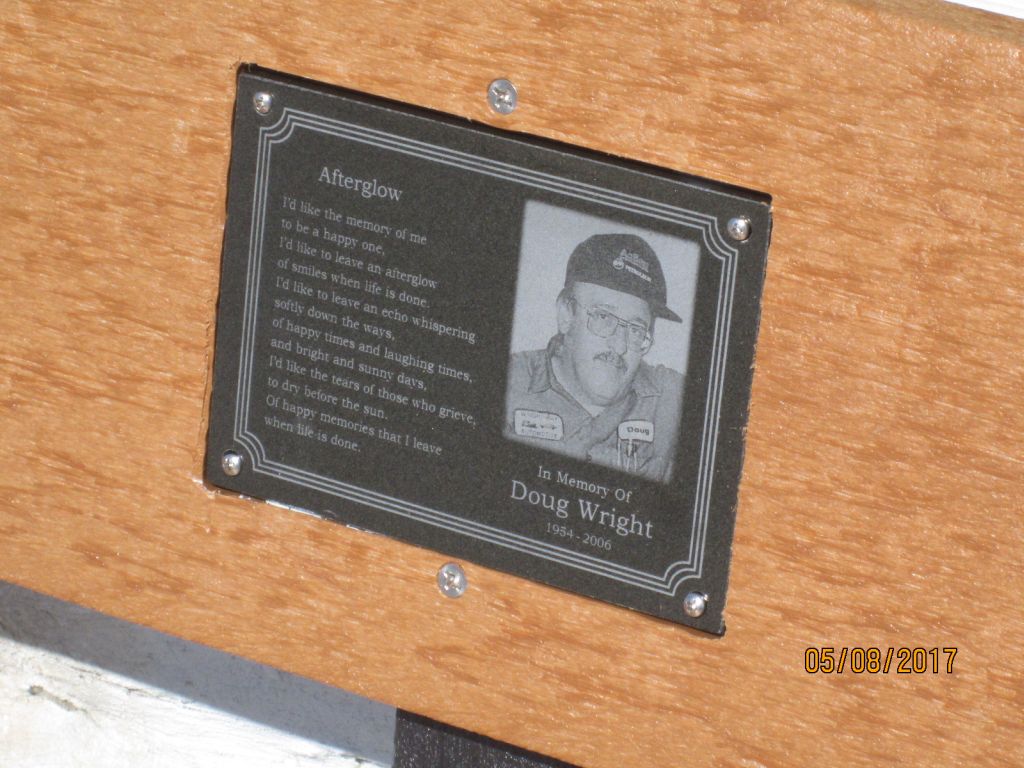 Afterglow
I'd like the memory of me
to be a happy one,
I'd like to leave an afterglow
of smiles when life is done.
I'd like to leave an echo whispering
softly down the ways,
of happy times and laughing times,
and bright and sunny days,
I'd like the tears of those who grieve,
to dry before the sun.
Of happy memories that I leave
when life is done.
Doug
AUTOMOTIVE
In Memory Of
Doug Wright
1954 - 2006
05/08/2017